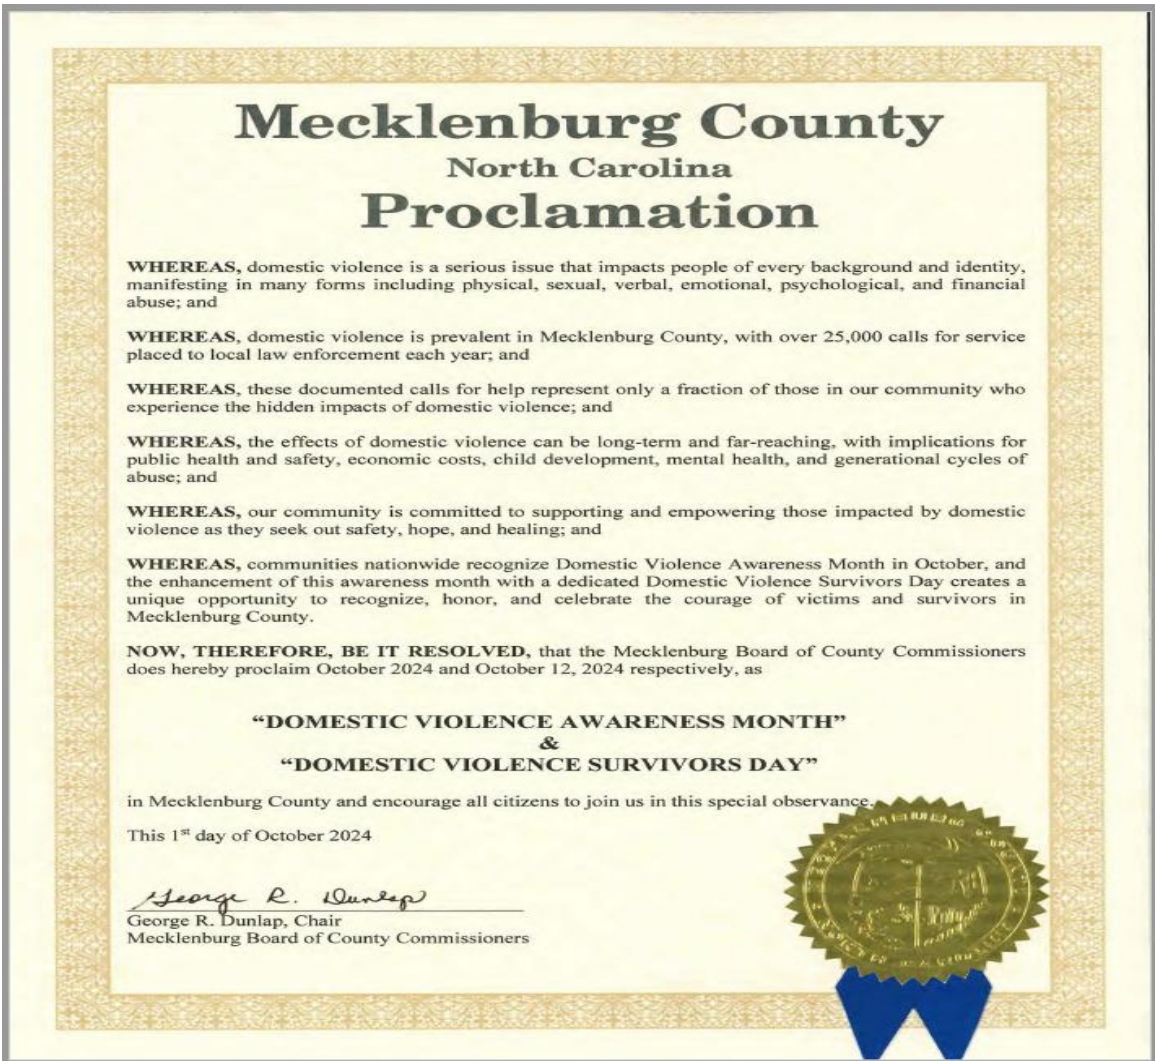 Mecklenburg County
North Carolina
Proclamation
WHEREAS, domestic violence is a serious issue that impacts people of every background and identity,
manifesting in many forms including physical, sexual, verbal, emotional, psychological, and financial
abuse; and
WHEREAS, domestic violence is prevalent in Mecklenburg County, with over 25,000 calls for service
placed to local law enforcement each year; and
WHEREAS, these documented calls for help represent only a fraction of those in our community who
experience the hidden impacts of domestic violence; and
WHEREAS, the effects of domestic violence can be long-term and far-reaching, with implications for
public health and safety, economic costs, child development, mental health, and generational cycles of
abuse; and
WHEREAS, our community is committed to supporting and empowering those impacted by domestic
violence as they seek out safety, hope, and healing; and
WHEREAS, communities nationwide recognize Domestic Violence Awareness Month in October, and
the enhancement of this awareness month with a dedicated Domestic Violence Survivors Day creates a
unique opportunity to recognize, honor, and celebrate the courage of victims and survivors in
Mecklenburg County.
NOW, THEREFORE, BE IT RESOLVED, that the Mecklenburg Board of County Commissioners
does hereby proclaim October 2024 and October 12, 2024 respectively, as
“DOMESTIC VIOLENCE AWARENESS MONTH”
&
“DOMESTIC VIOLENCE SURVIVORS DAY”
in Mecklenburg County and encourage all citizens to join us in this special observance.
This 1st day of October 2024
George R. Dunlap
George R. Dunlap, Chair
Mecklenburg Board of County Commissioners